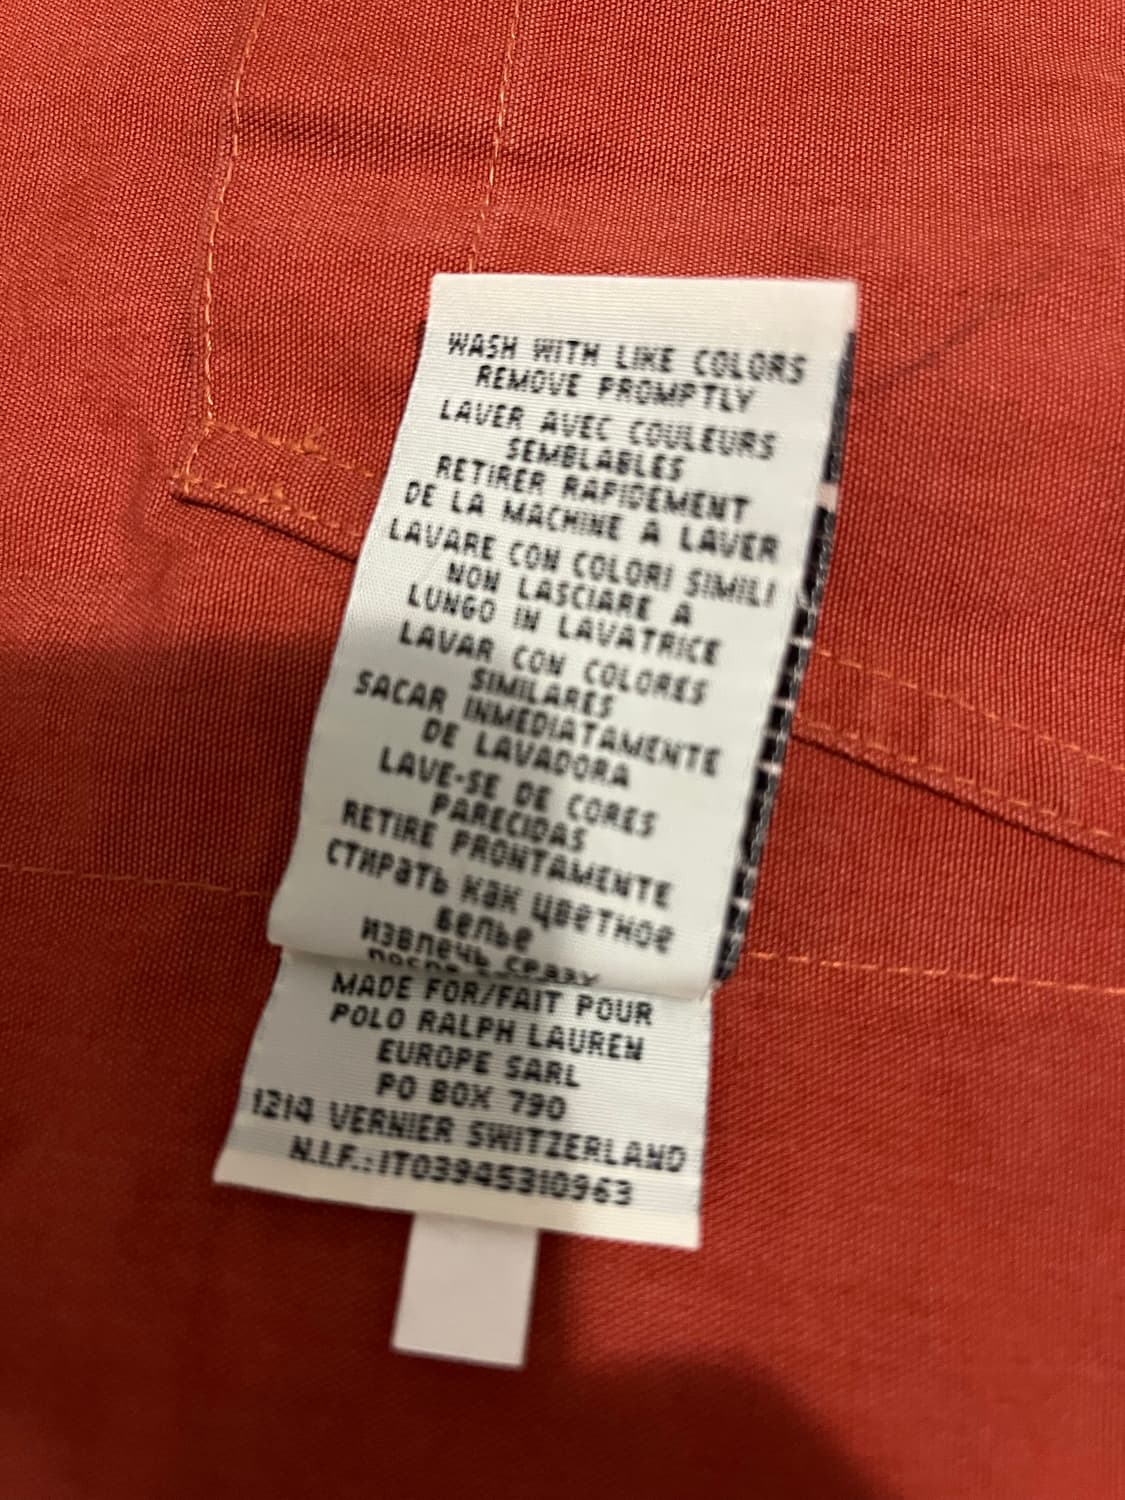 WASH WITH LIKE COLORS
REMOVE PROMPTLY
LAVER AVEC COULEURS
SEMBLABLES
RETIRER RAPIDEMENT
DE LA MACHINE A LAVER
LAVARE CON COLORI SIMILI
NON LASCIARE A
LUNGO IN LAVATRICE
LAVAR CON COLORES
SIMILARES
SACAR INMEDIATAMENTE
DE LAVADORA
LAVE-SE DE CORES
PARECIDAS
RETIRE PRONTAMENTE
СТИРАТЬ КАК ЦВЕТНОЕ
БЕЛЬЕ
ИЗВЛЕЧЬ СРАЗУ
MADE FOR/FAIT POUR
POLO RALPH LAUREN
EUROPE SARL
PO BOX 790
1214 VERNIER SWITZERLAND
N.I.F.:IT03945310963